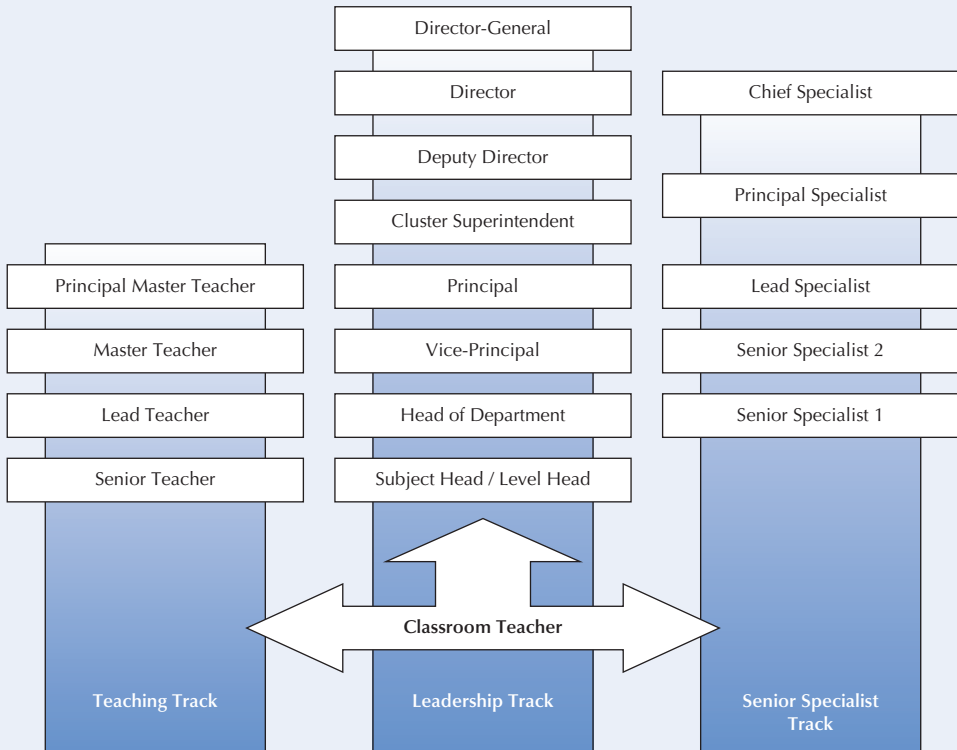 Director-General
Director
Chief Specialist
Deputy Director
Principal Specialist
Cluster Superintendent
Principal Master Teacher
Principal
Lead Specialist
Master Teacher
Vice-Principal
Senior Specialist 2
Lead Teacher
Head of Department
Senior Specialist 1
Senior Teacher
Subject Head / Level Head
Classroom Teacher
Teaching Track
Leadership Track
Senior Specialist
Track